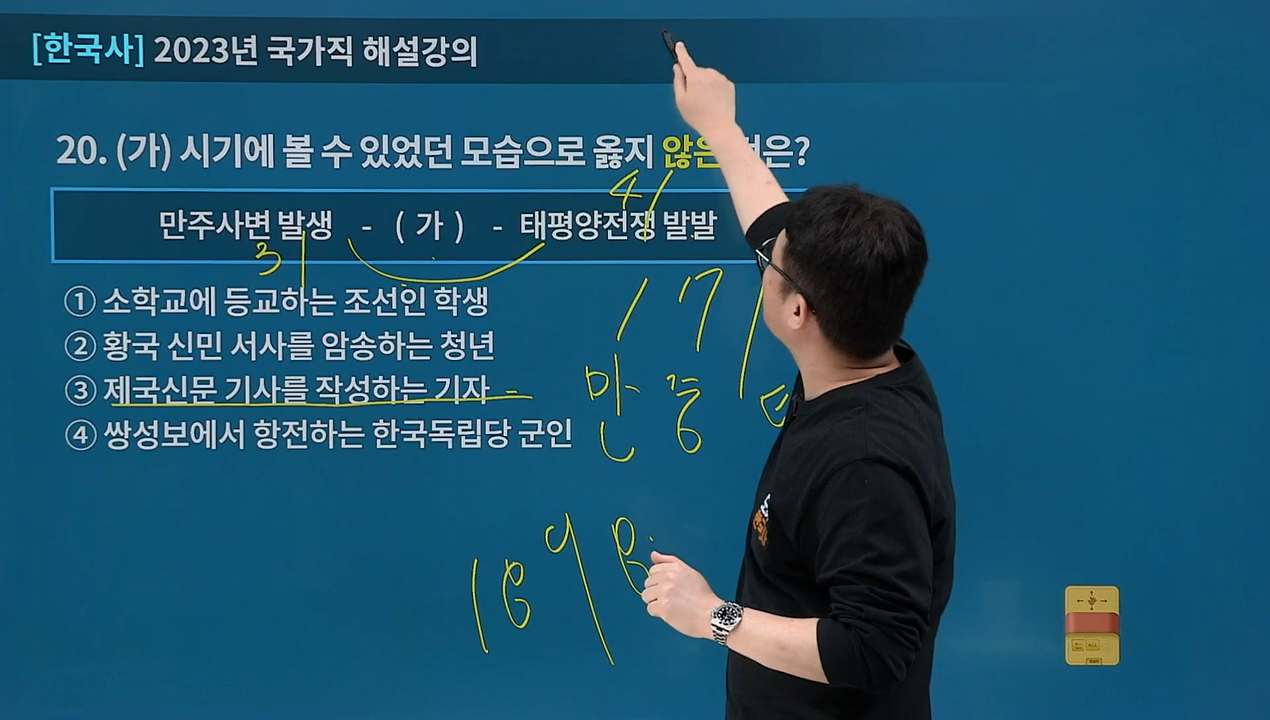 [한국사] 2023년 국가직 해설강의
20. (가) 시기에 볼 수 있었던 모습으로 옳지 않은 은?
41
만주사변 발생 - ( 가 ) - 태평양전쟁 발발
31
① 소학교에 등교하는 조선인 학생
② 황국 신민 서사를 암송하는 청년
③ 제국신문 기사를 작성하는 기자
④ 쌍성보에서 항전하는 한국독립당 군인
1 7 1
만 중
1898